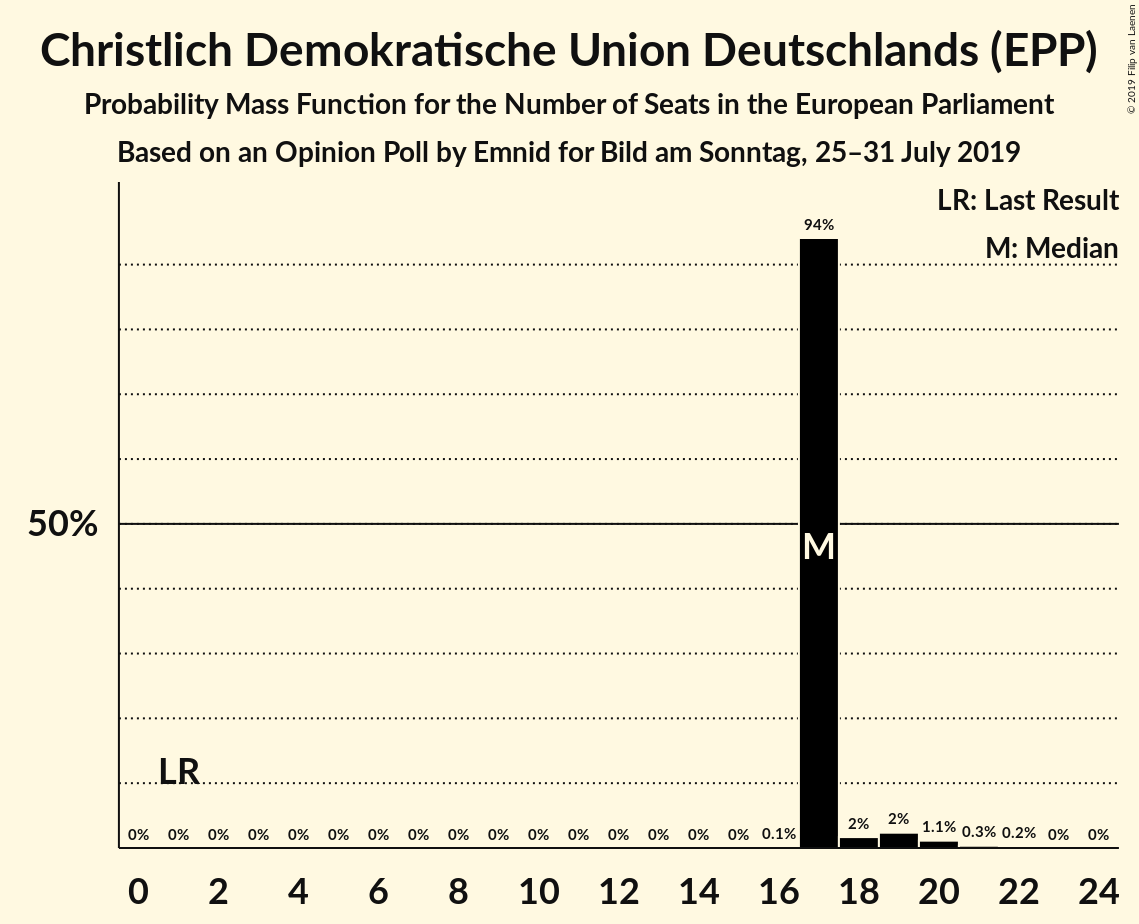 Christlich Demokratische Union Deutschlands (EPP)
Probability Mass Function for the Number of Seats in the European Parliament
Based on an Opinion Poll by Emnid for Bild am Sonntag, 25–31 July 2019
© 2019 Filip van Laenen
LR: Last Result
M: Median
94%
50%
M
LR
0% 0% 0% 0% 0% 0% 0% 0% 0% 0% 0% 0% 0% 0% 0% 0% 0.1% 2% 2% 1.1% 0.3% 0.2% 0% 0%
0 2 4 6 8 10 12 14 16 18 20 22 24